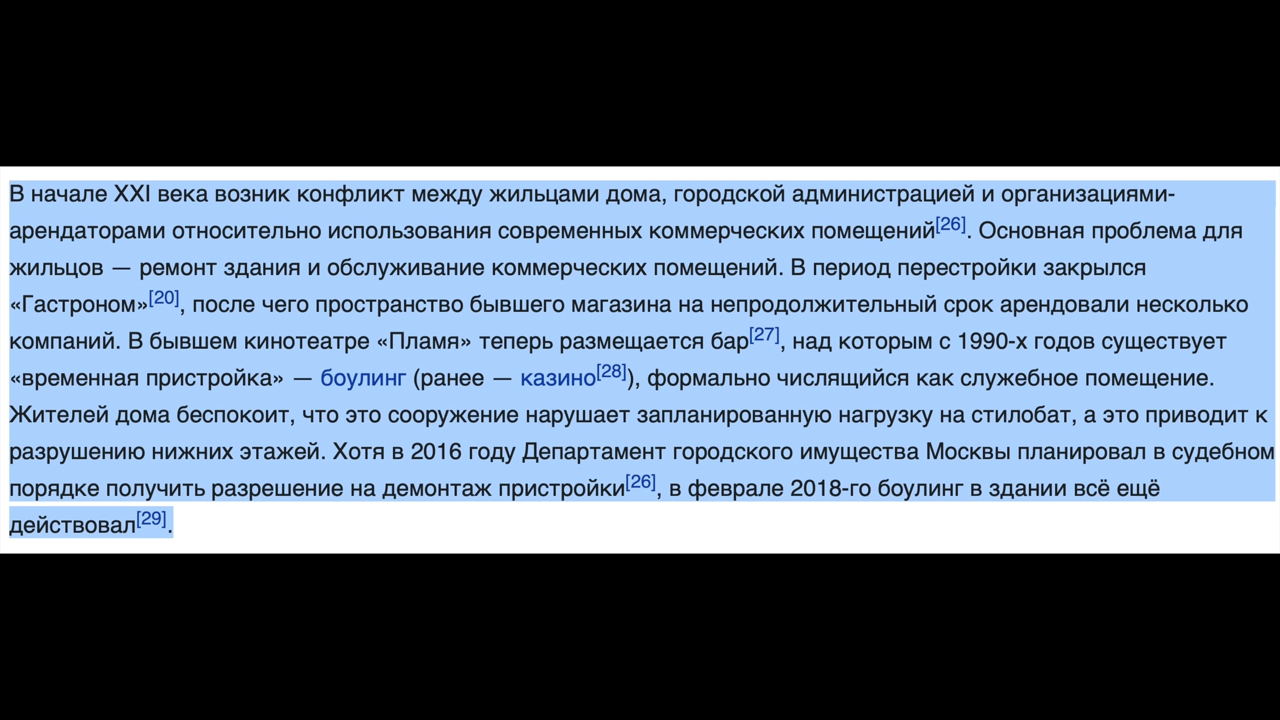 В начале XXI века возник конфликт между жильцами дома, городской администрацией и организациями-
арендаторами относительно использования современных коммерческих помещений[26]. Основная проблема для
жильцов — ремонт здания и обслуживание коммерческих помещений. В период перестройки закрылся
«Гастроном»[20], после чего пространство бывшего магазина на непродолжительный срок арендовали несколько
компаний. В бывшем кинотеатре «Пламя» теперь размещается бар[27], над которым с 1990-х годов существует
«временная пристройка» — боулинг (ранее — казино[28]), формально числящийся как служебное помещение.
Жителей дома беспокоит, что это сооружение нарушает запланированную нагрузку на стилобат, а это приводит к
разрушению нижних этажей. Хотя в 2016 году Департамент городского имущества Москвы планировал в судебном
порядке получить разрешение на демонтаж пристройки[26], в феврале 2018-го боулинг в здании всё ещё
действовал[29].